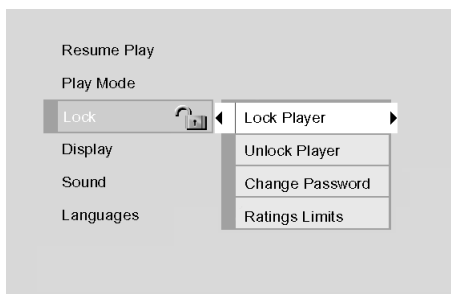 Resume Play
Play Mode
Lock
Lock Player
Display
Unlock Player
Sound
Change Password
Languages
Ratings Limits